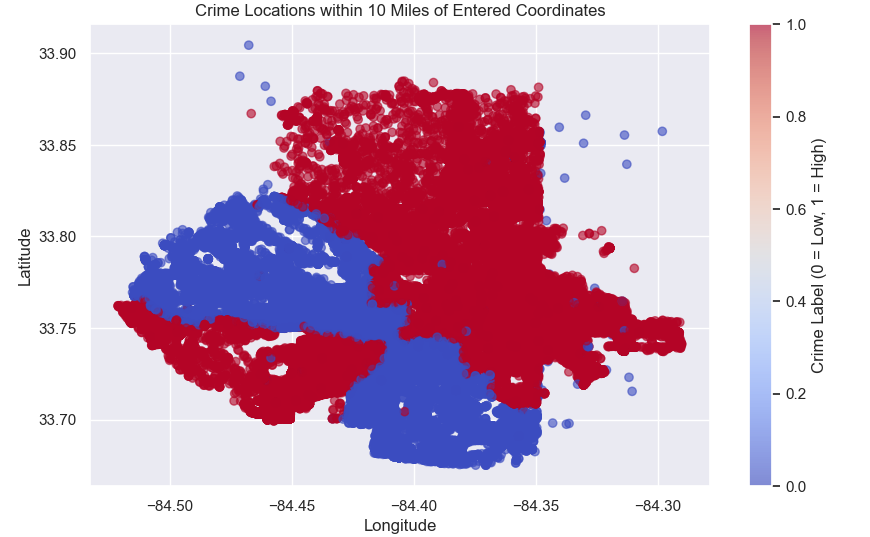 Crime Locations within 10 Miles of Entered Coordinates
33.90
33.85
33.80
33.75
33.70
Latitude
−84.50 −84.45 −84.40 −84.35 −84.30
Longitude
1.0
0.8
0.6
0.4
0.2
0.0
Crime Label (0 = Low, 1 = High)